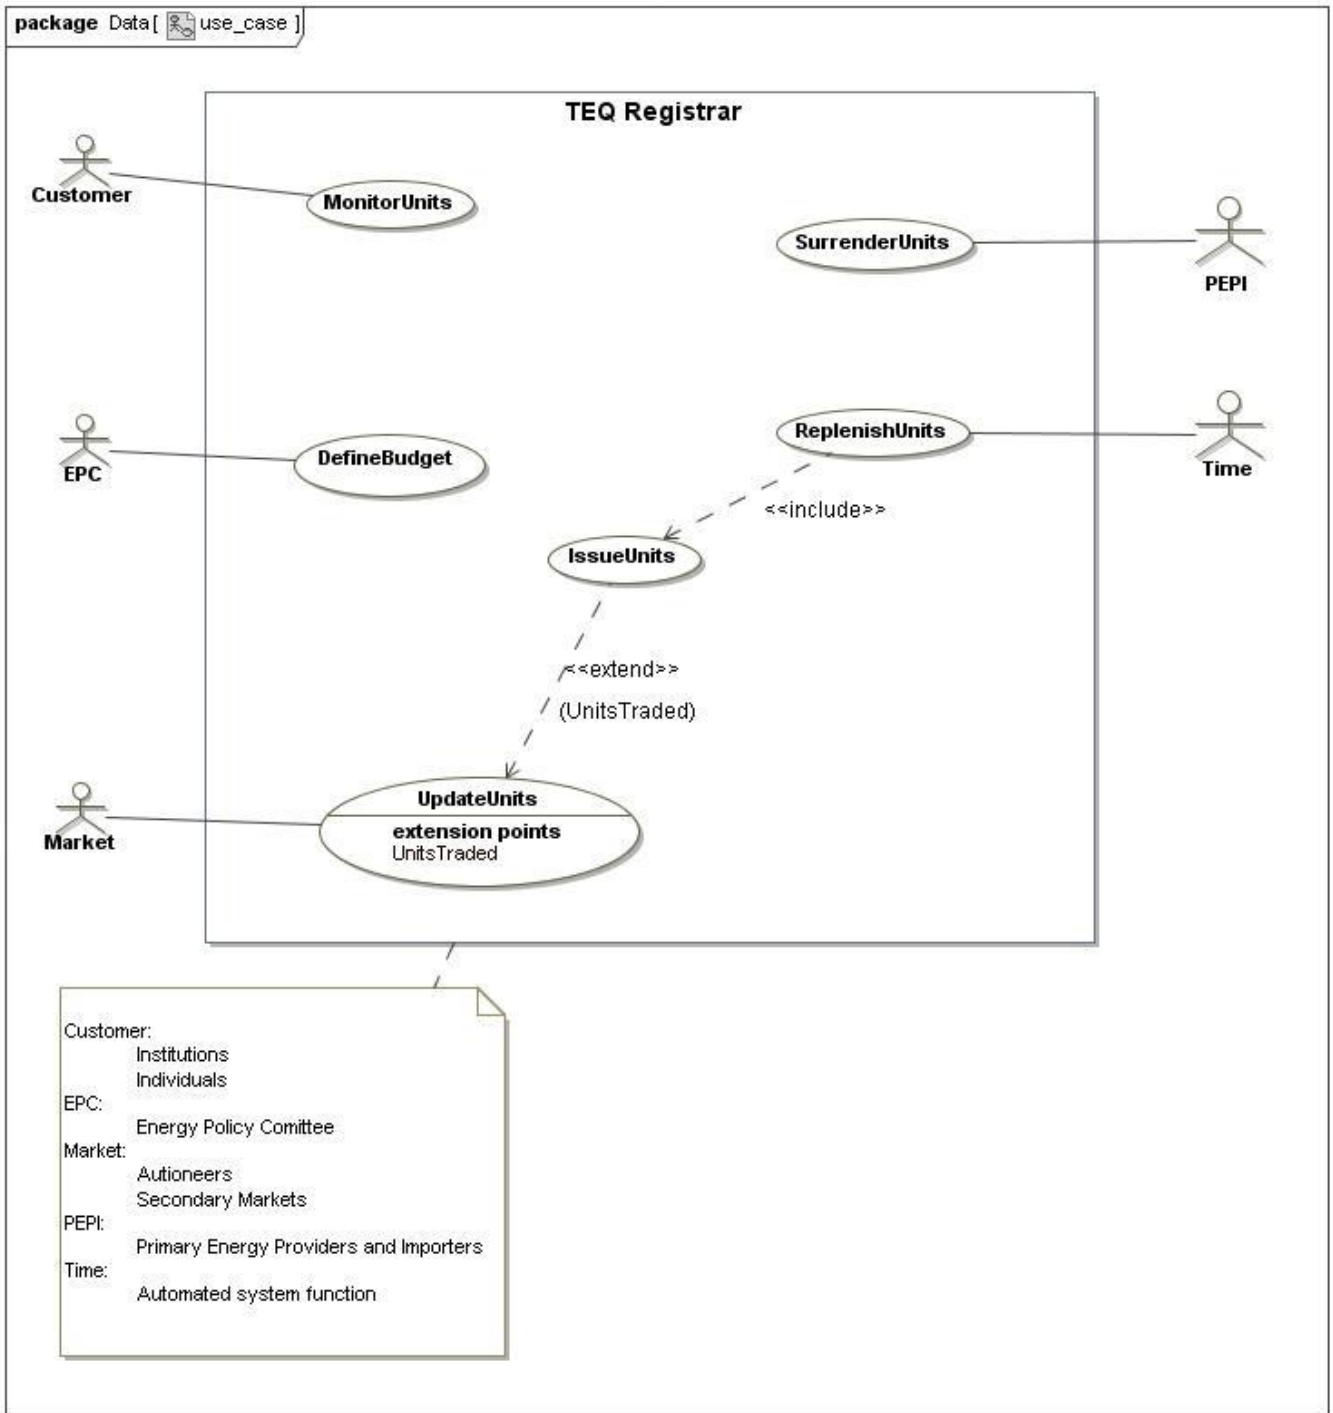 package Data[ use_case ]
TEQ Registrar
Customer
MonitorUnits
SurrenderUnits
PEPI
EPC
DefineBudget
ReplenishUnits
Time
<<include>>
IssueUnits
<<extend>>
(UnitsTraded)
UpdateUnits
extension points
UnitsTraded
Market
Customer:
Institutions
Individuals
EPC:
Energy Policy Comittee
Market:
Autioneers
Secondary Markets
PEPI:
Primary Energy Providers and Importers
Time:
Automated system function